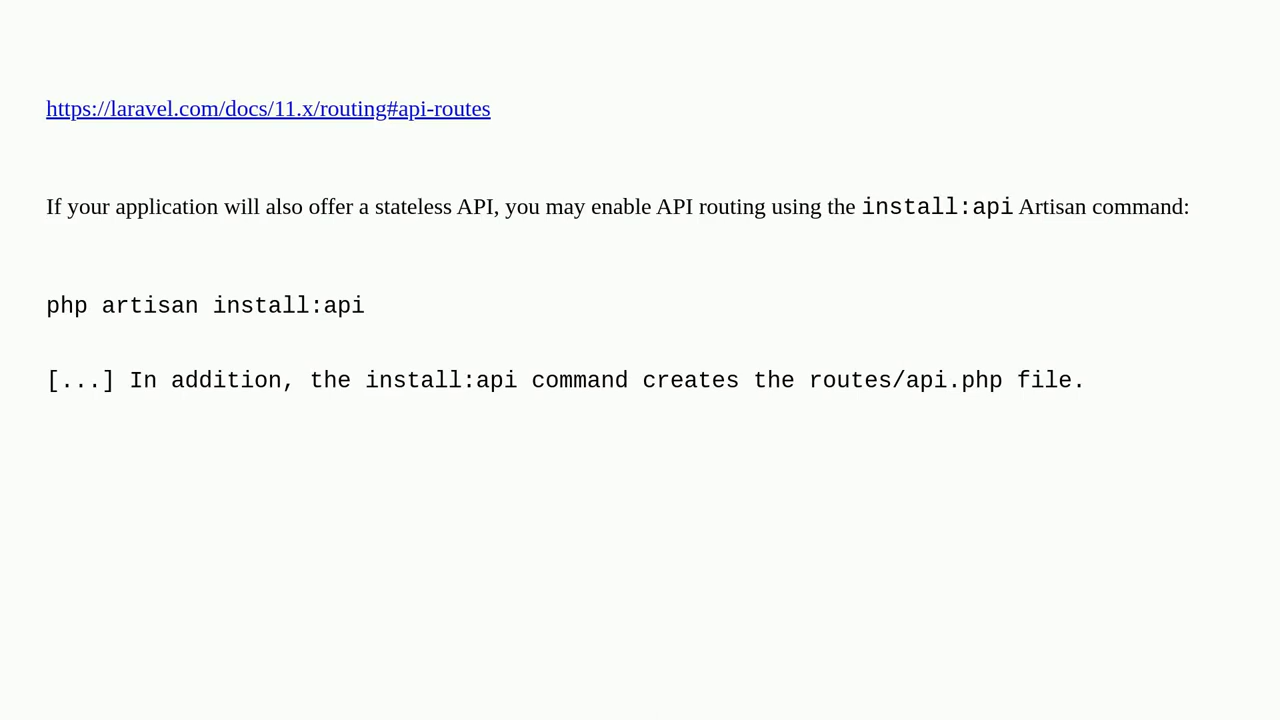 https://laravel.com/docs/11.x/routing#api-routes
If your application will also offer a stateless API, you may enable API routing using the install:api Artisan command:
php artisan install:api
[...] In addition, the install:api command creates the routes/api.php file.